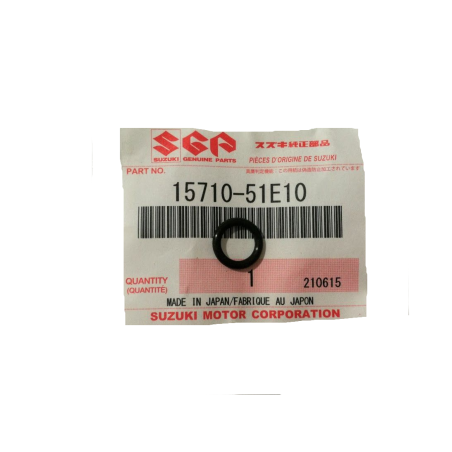 SGP
スズキ純正部品
SUZUKI GENUINE PARTS
PIÈCES D'ORIGINE DE SUZUKI
PART NO.
15710-51E10
QUANTITY
(QUANTITÉ)
1
210615
MADE IN JAPAN/FABRIQUE AU JAPON
SUZUKI MOTOR CORPORATION